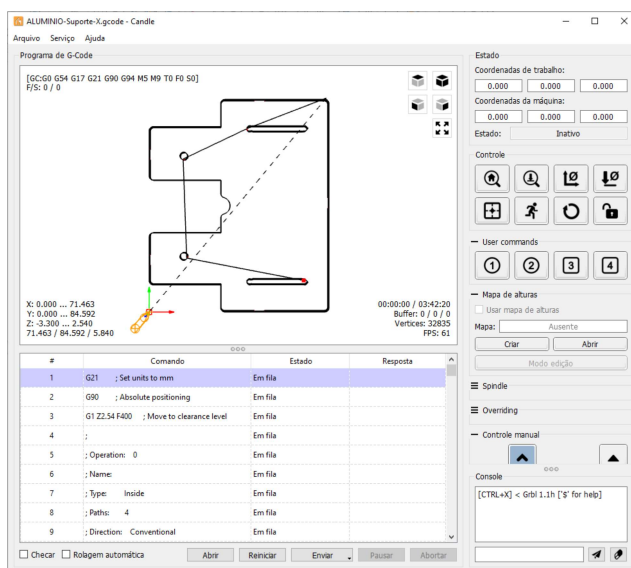 ALUMINIO-Suporte-X.gcode - Candle
Arquivo Serviço Ajuda
Programa de G-Code
[GC:G0 G54 G17 G21 G90 G94 M5 M9 T0 F0 S0]
F/S: 0 / 0
X: 0.000 ... 71.463
Y: 0.000 ... 84.592
Z: -3.300 ... 2.540
71.463 / 84.592 / 5.840
00:00:00 / 03:42:20
Buffer: 0 / 0 / 0
Vertices: 32835
FPS: 61
# Comando Estado Resposta
1 G21 ; Set units to mm Em fila
2 G90 ; Absolute positioning Em fila
3 G1 Z2.54 F400 ; Move to clearance level Em fila
4 ; Em fila
5 ; Operation: 0 Em fila
6 ; Name: Em fila
7 ; Type: Inside Em fila
8 ; Paths: 4 Em fila
9 ; Direction: Conventional Em fila
Checar Rolagem automática Abrir Reiniciar Enviar Pausar Abortar
Estado
Coordenadas de trabalho:
0.000 0.000 0.000
Coordenadas da máquina:
0.000 0.000 0.000
Estado: Inativo
Controle
User commands
1 2 3 4
Mapa de alturas
Usar mapa de alturas
Mapa: Ausente
Criar Abrir
Modo edição
Spindle
Overriding
Controle manual
Console
[CTRL+X] < Grbl 1.1h ['$' for help]